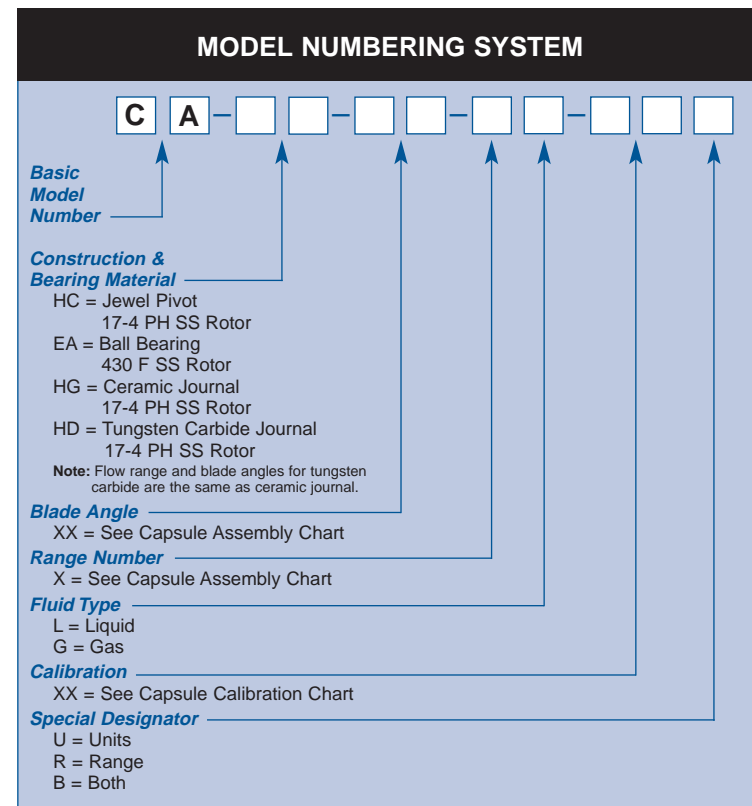 MODEL NUMBERING SYSTEM
C A - - - -
Basic
Model
Number
Construction &
Bearing Material
HC = Jewel Pivot
17-4 PH SS Rotor
EA = Ball Bearing
430 F SS Rotor
HG = Ceramic Journal
17-4 PH SS Rotor
HD = Tungsten Carbide Journal
17-4 PH SS Rotor
Note: Flow range and blade angles for tungsten
carbide are the same as ceramic journal.
Blade Angle
XX = See Capsule Assembly Chart
Range Number
X = See Capsule Assembly Chart
Fluid Type
L = Liquid
G = Gas
Calibration
XX = See Capsule Calibration Chart
Special Designator
U = Units
R = Range
B = Both